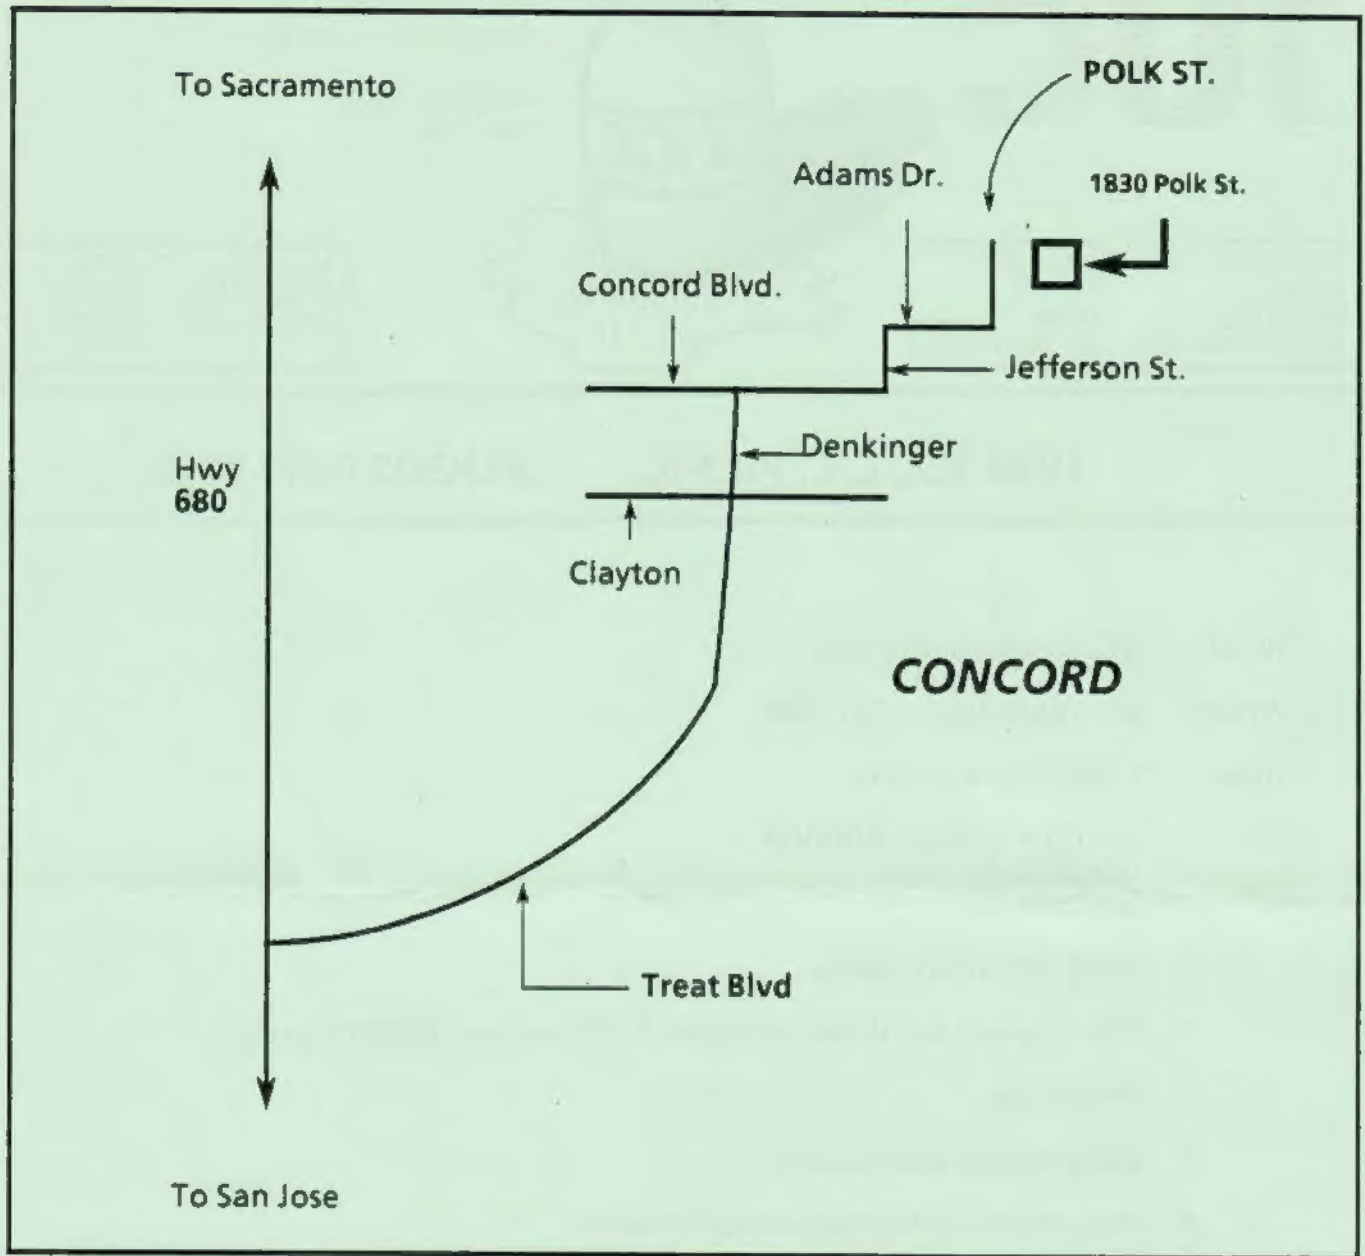 To Sacramento
POLK ST.
Adams Dr.
1830 Polk St.
Concord Blvd.
Jefferson St.
Denkinger
Hwy
680
Clayton
CONCORD
Treat Blvd
To San Jose